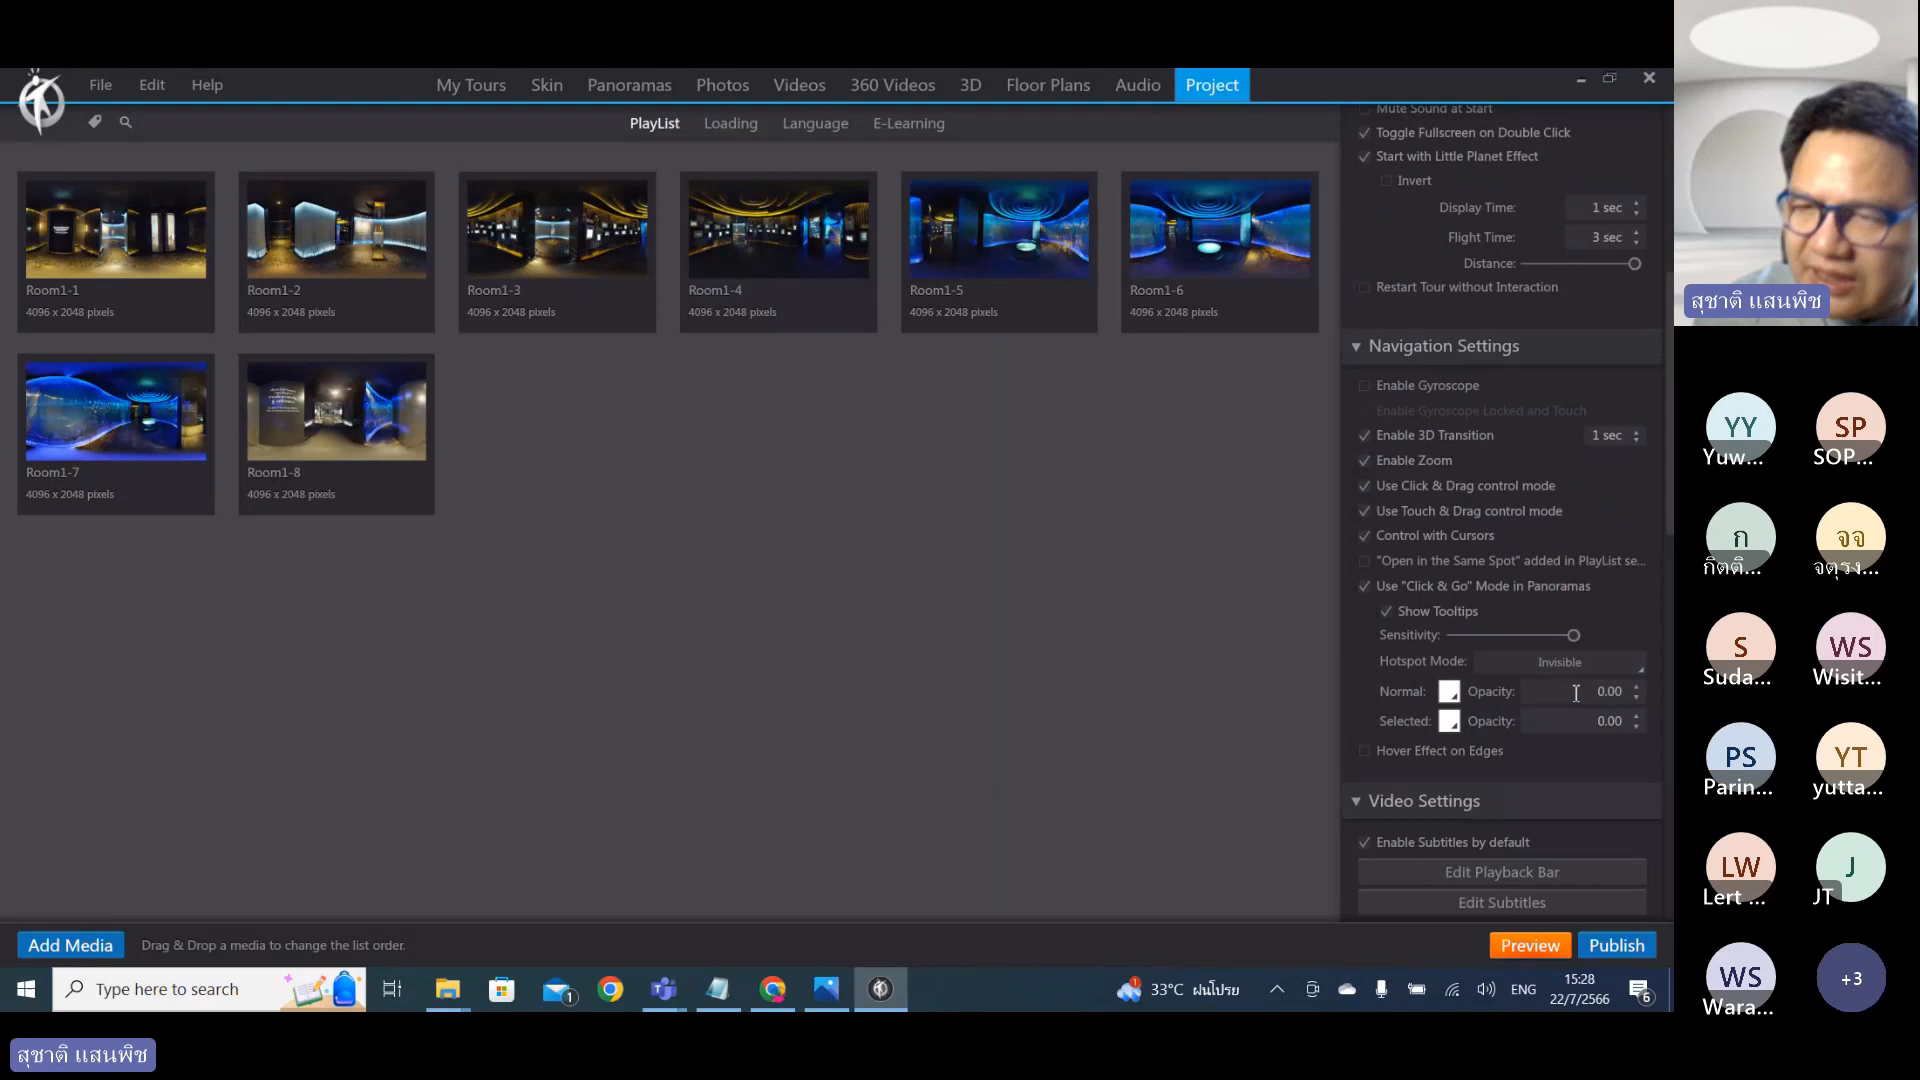 File Edit Help
My Tours Skin Panoramas Photos Videos 360 Videos 3D Floor Plans Audio Project
PlayList Loading Language E-Learning
Room1-1
4096 x 2048 pixels
Room1-2
4096 x 2048 pixels
Room1-3
4096 x 2048 pixels
Room1-4
4096 x 2048 pixels
Room1-5
4096 x 2048 pixels
Room1-6
4096 x 2048 pixels
Room1-7
4096 x 2048 pixels
Room1-8
4096 x 2048 pixels
Mute Sound at Start
Toggle Fullscreen on Double Click
Start with Little Planet Effect
Invert
Display Time: 1 sec
Flight Time: 3 sec
Distance:
Restart Tour without Interaction
Navigation Settings
Enable Gyroscope
Enable Gyroscope Locked and Touch
Enable 3D Transition 1 sec
Enable Zoom
Use Click & Drag control mode
Use Touch & Drag control mode
Control with Cursors
"Open in the Same Spot" added in PlayList se...
Use "Click & Go" Mode in Panoramas
Show Tooltips
Sensitivity:
Hotspot Mode: Invisible
Normal: Opacity: 0.00
Selected: Opacity: 0.00
Hover Effect on Edges
Video Settings
Enable Subtitles by default
Edit Playback Bar
Edit Subtitles
Add Media Drag & Drop a media to change the list order.
Preview Publish
Type here to search
1
1
33°C ฝนโปรย
ENG
15:28
22/7/2566
6
สุชาติ แสนพิช
YY
Yuw...
SP
SOP...
ก
กิตติ...
จจ
จตุรง...
S
Suda...
WS
Wisit...
PS
Parin...
YT
yutta...
LW
Lert ...
J
JT
WS
Wara...
+3
สุชาติ แสนพิช